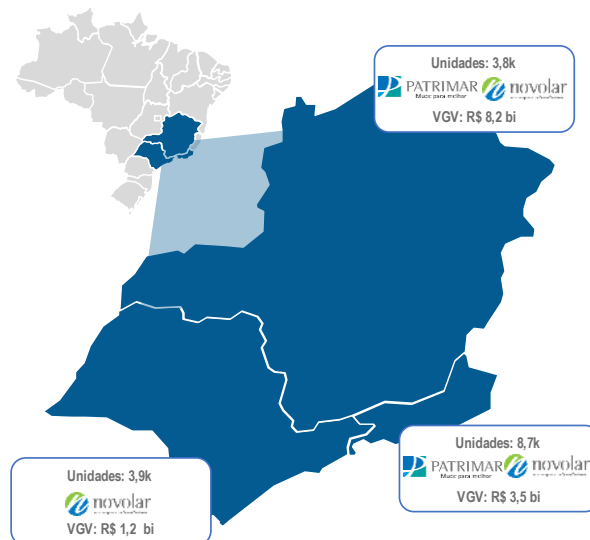 Unidades: 3,8k
PATRIMAR novolar
Mude para melhor
VGV: R$ 8,2 bi
Unidades: 8,7k
PATRIMAR novolar
Mude para melhor
VGV: R$ 3,5 bi
Unidades: 3,9k
novolar
VGV: R$ 1,2 bi